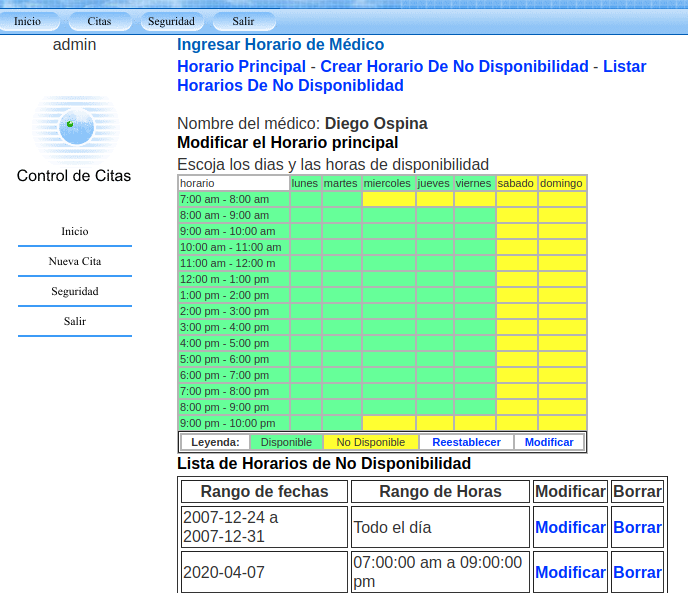 Inicio Citas Seguridad Salir
admin
Control de Citas
Inicio
Nueva Cita
Seguridad
Salir
Ingresar Horario de Médico
Horario Principal - Crear Horario De No Disponibilidad - Listar
Horarios De No Disponiblidad
Nombre del médico: Diego Ospina
Modificar el Horario principal
Escoja los dias y las horas de disponibilidad
horario lunes martes miercoles jueves viernes sabado domingo
7:00 am - 8:00 am
8:00 am - 9:00 am
9:00 am - 10:00 am
10:00 am - 11:00 am
11:00 am - 12:00 m
12:00 m - 1:00 pm
1:00 pm - 2:00 pm
2:00 pm - 3:00 pm
3:00 pm - 4:00 pm
4:00 pm - 5:00 pm
5:00 pm - 6:00 pm
6:00 pm - 7:00 pm
7:00 pm - 8:00 pm
8:00 pm - 9:00 pm
9:00 pm - 10:00 pm
Leyenda: Disponible No Disponible Reestablecer Modificar
Lista de Horarios de No Disponibilidad
Rango de fechas Rango de Horas Modificar Borrar
2007-12-24 a
2007-12-31 Todo el día Modificar Borrar
2020-04-07 07:00:00 am a 09:00:00
pm Modificar Borrar